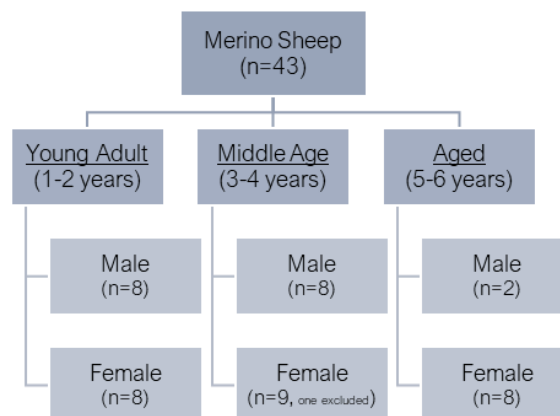 Merino Sheep
(n=43)
Young Adult
(1-2 years)
Middle Age
(3-4 years)
Aged
(5-6 years)
Male
(n=8)
Male
(n=8)
Male
(n=2)
Female
(n=8)
Female
(n=9, one excluded)
Female
(n=8)